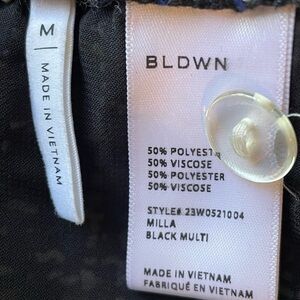 M
MADE IN VIETNAM
BLDWN
50% POLYEST
50% VISCOSE
50% POLYESTER
50% VISCOSE
STYLE# 23W0521004
MILLA
BLACK MULTI
MADE IN VIETNAM
FABRIQUÉ EN VIETNAM